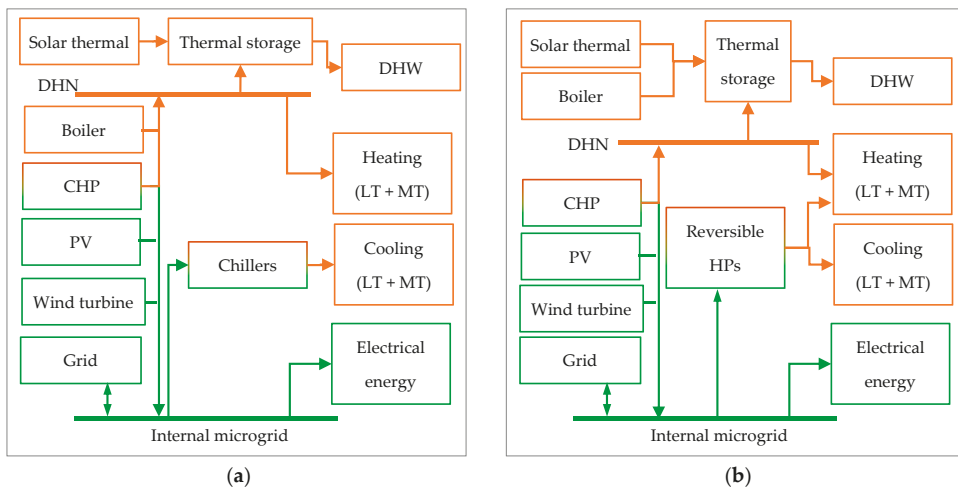 Solar thermal
Thermal storage
DHW
DHN
Boiler
Heating
(LT + MT)
CHP
PV
Chillers
Cooling
(LT + MT)
Wind turbine
Grid
Electrical
energy
Internal microgrid
(a)
Solar thermal
Thermal
storage
Boiler
DHW
DHN
Heating
(LT + MT)
CHP
Reversible
HPs
PV
Cooling
(LT + MT)
Wind turbine
Grid
Electrical
energy
Internal microgrid
(b)